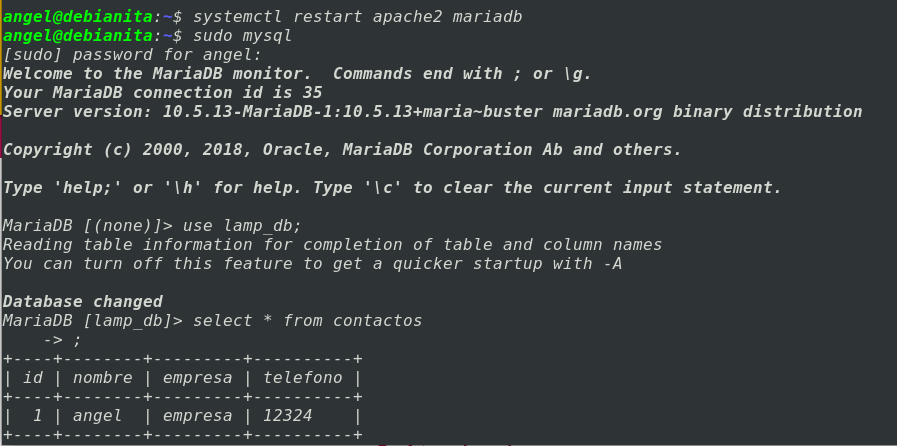 angel@debianita:~$ systemctl restart apache2 mariadb
angel@debianita:~$ sudo mysql
[sudo] password for angel:
Welcome to the MariaDB monitor.  Commands end with ; or \g.
Your MariaDB connection id is 35
Server version: 10.5.13-MariaDB-1:10.5.13+maria~buster mariadb.org binary distribution

Copyright (c) 2000, 2018, Oracle, MariaDB Corporation Ab and others.

Type 'help;' or '\h' for help. Type '\c' to clear the current input statement.

MariaDB [(none)]> use lamp_db;
Reading table information for completion of table and column names
You can turn off this feature to get a quicker startup with -A

Database changed
MariaDB [lamp_db]> select * from contactos
    -> ;
+----+--------+---------+----------+
| id | nombre | empresa | telefono |
+----+--------+---------+----------+
|  1 | angel  | empresa | 12324    |
+----+--------+---------+----------+